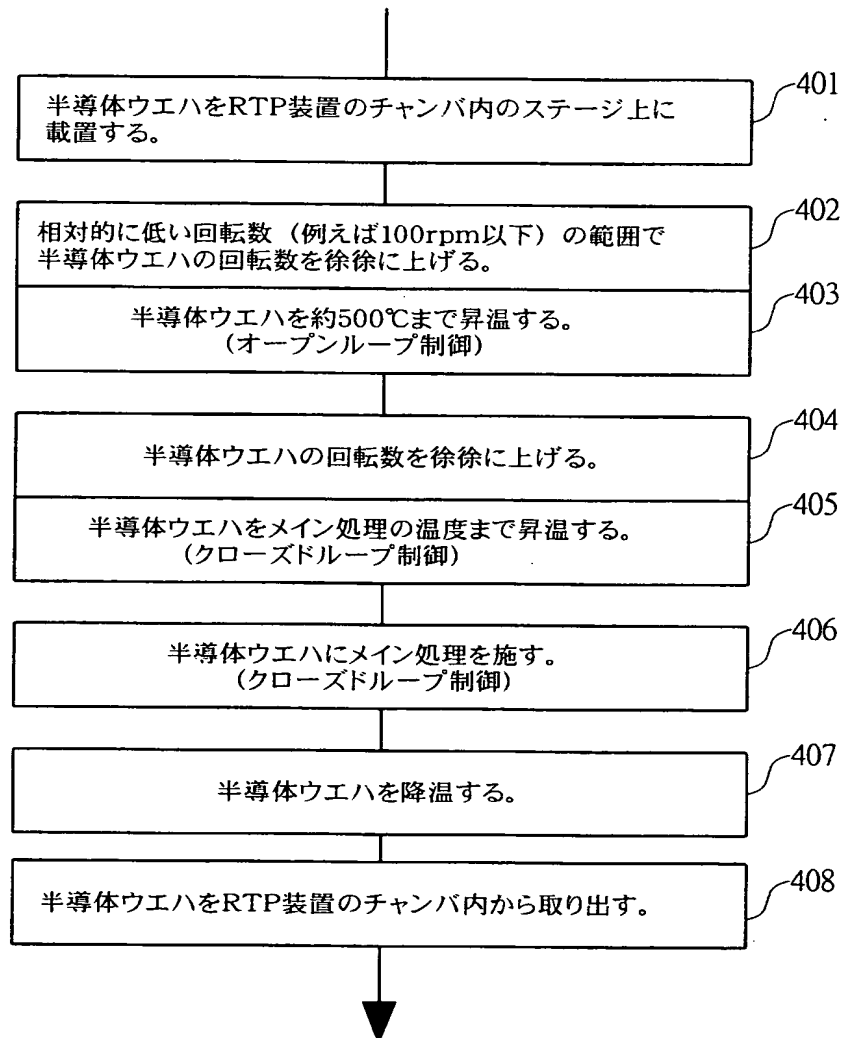 401
半導体ウエハをRTP装置のチャンバ内のステージ上に
載置する。
402
相対的に低い回転数（例えば100rpm以下）の範囲で
半導体ウエハの回転数を徐徐に上げる。
403
半導体ウエハを約500℃まで昇温する。
(オープンループ制御)
404
半導体ウエハの回転数を徐徐に上げる。
405
半導体ウエハをメイン処理の温度まで昇温する。
(クローズドループ制御)
406
半導体ウエハにメイン処理を施す。
(クローズドループ制御)
407
半導体ウエハを降温する。
408
半導体ウエハをRTP装置のチャンバ内から取り出す。